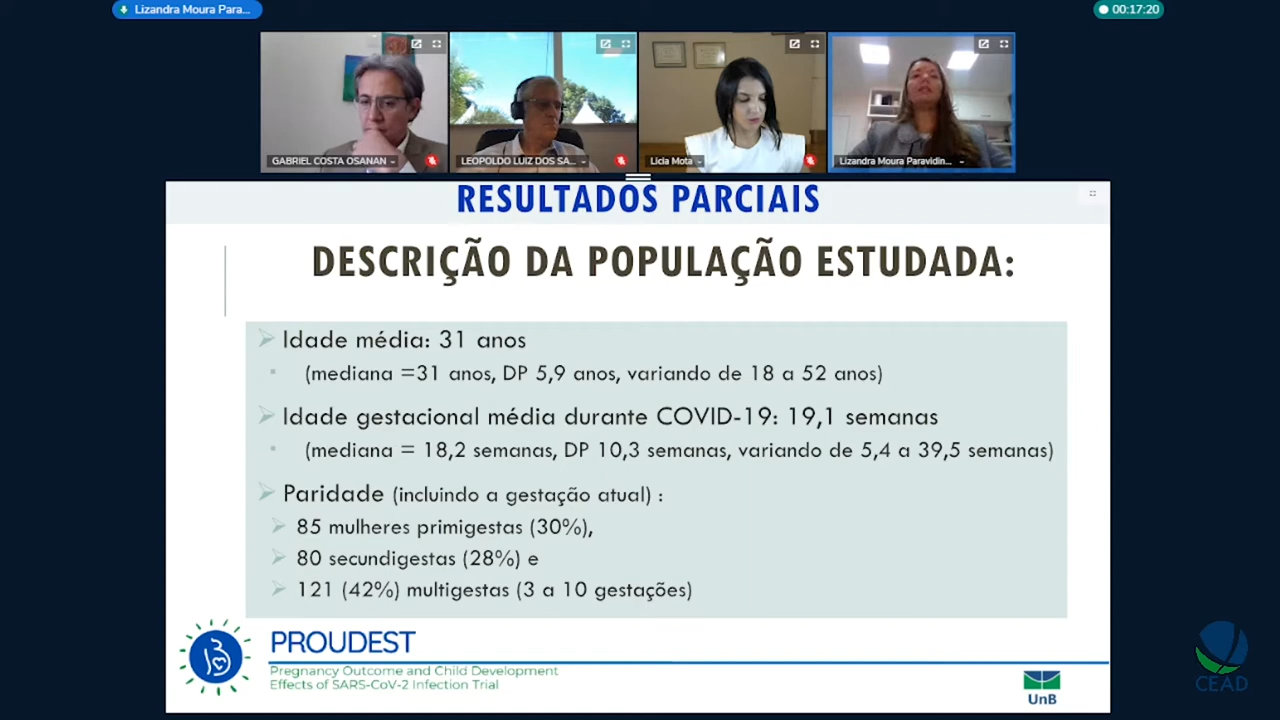 Lizandra Moura Para...
00:17:20
GABRIEL COSTA OSANAN
LEOPOLDO LUIZ DOS SA...
Licia Mota
Lizandra Moura Paravidin...
RESULTADOS PARCIAIS
DESCRIÇÃO DA POPULAÇÃO ESTUDADA:
Idade média: 31 anos
(mediana =31 anos, DP 5,9 anos, variando de 18 a 52 anos)
Idade gestacional média durante COVID-19: 19,1 semanas
(mediana = 18,2 semanas, DP 10,3 semanas, variando de 5,4 a 39,5 semanas)
Paridade (incluindo a gestação atual) :
85 mulheres primigestas (30%),
80 secundigestas (28%) e
121 (42%) multigestas (3 a 10 gestações)
PROUDEST
Pregnancy Outcome and Child Development
Effects of SARS-CoV-2 Infection Trial
UnB
CEAD